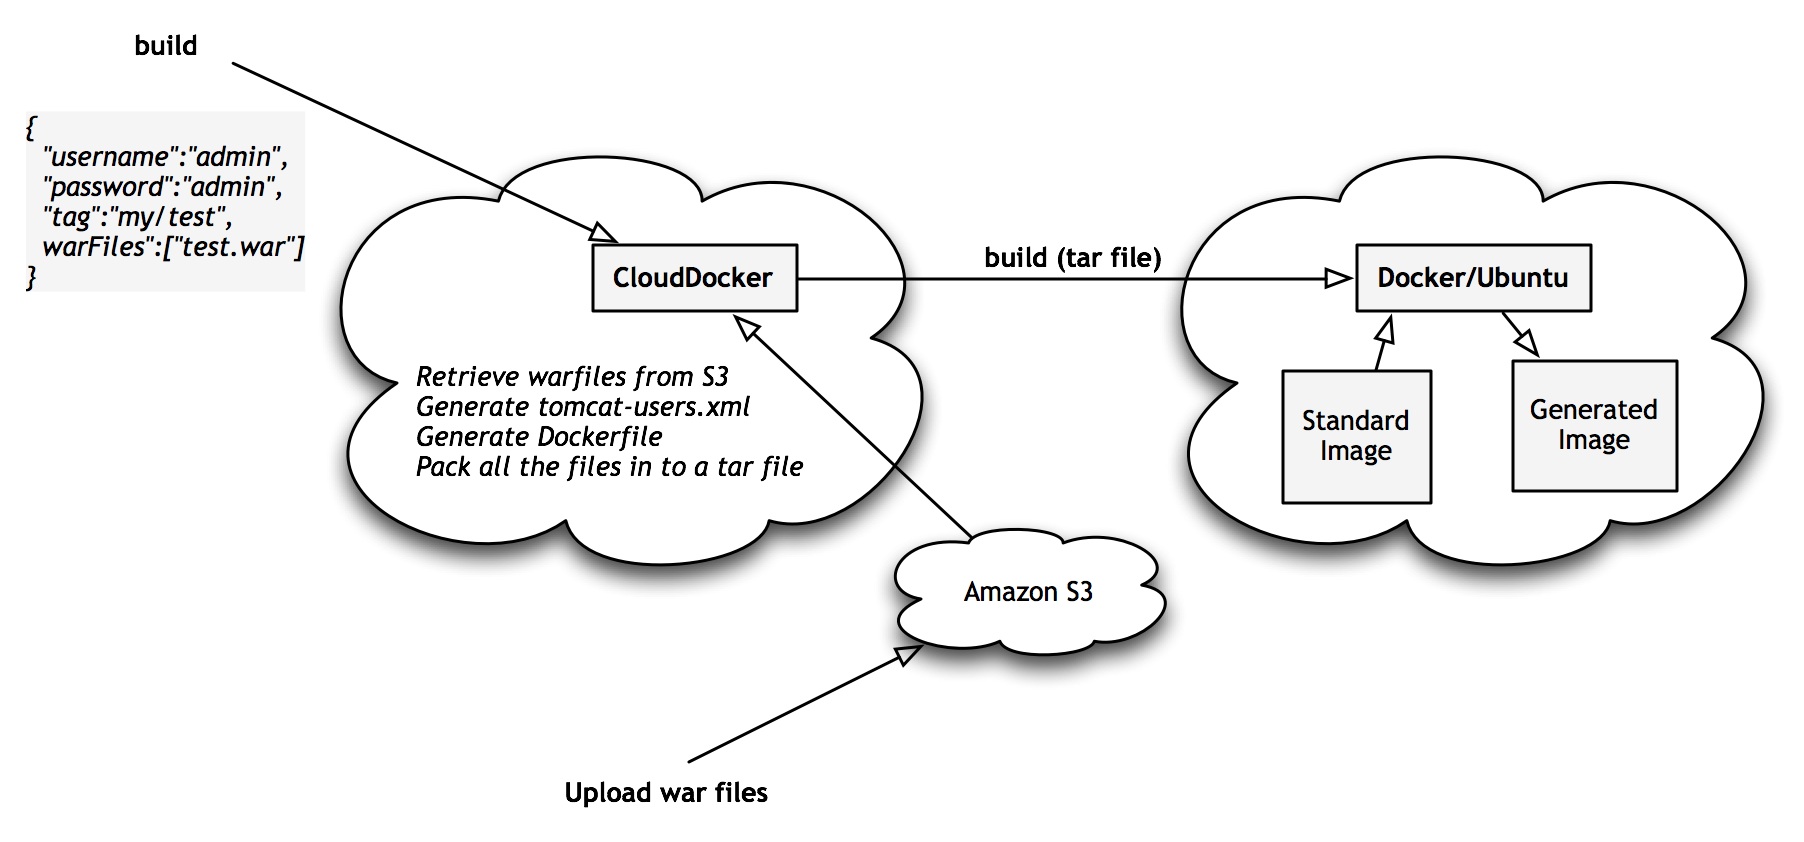 build
{
"username":"admin",
"password":"admin",
"tag":"my/test",
warFiles":["test.war"]
}
CloudDocker
build (tar file)
Docker/Ubuntu
Retrieve warfiles from S3
Generate tomcat-users.xml
Generate Dockerfile
Pack all the files in to a tar file
Standard
Image
Generated
Image
Amazon S3
Upload war files